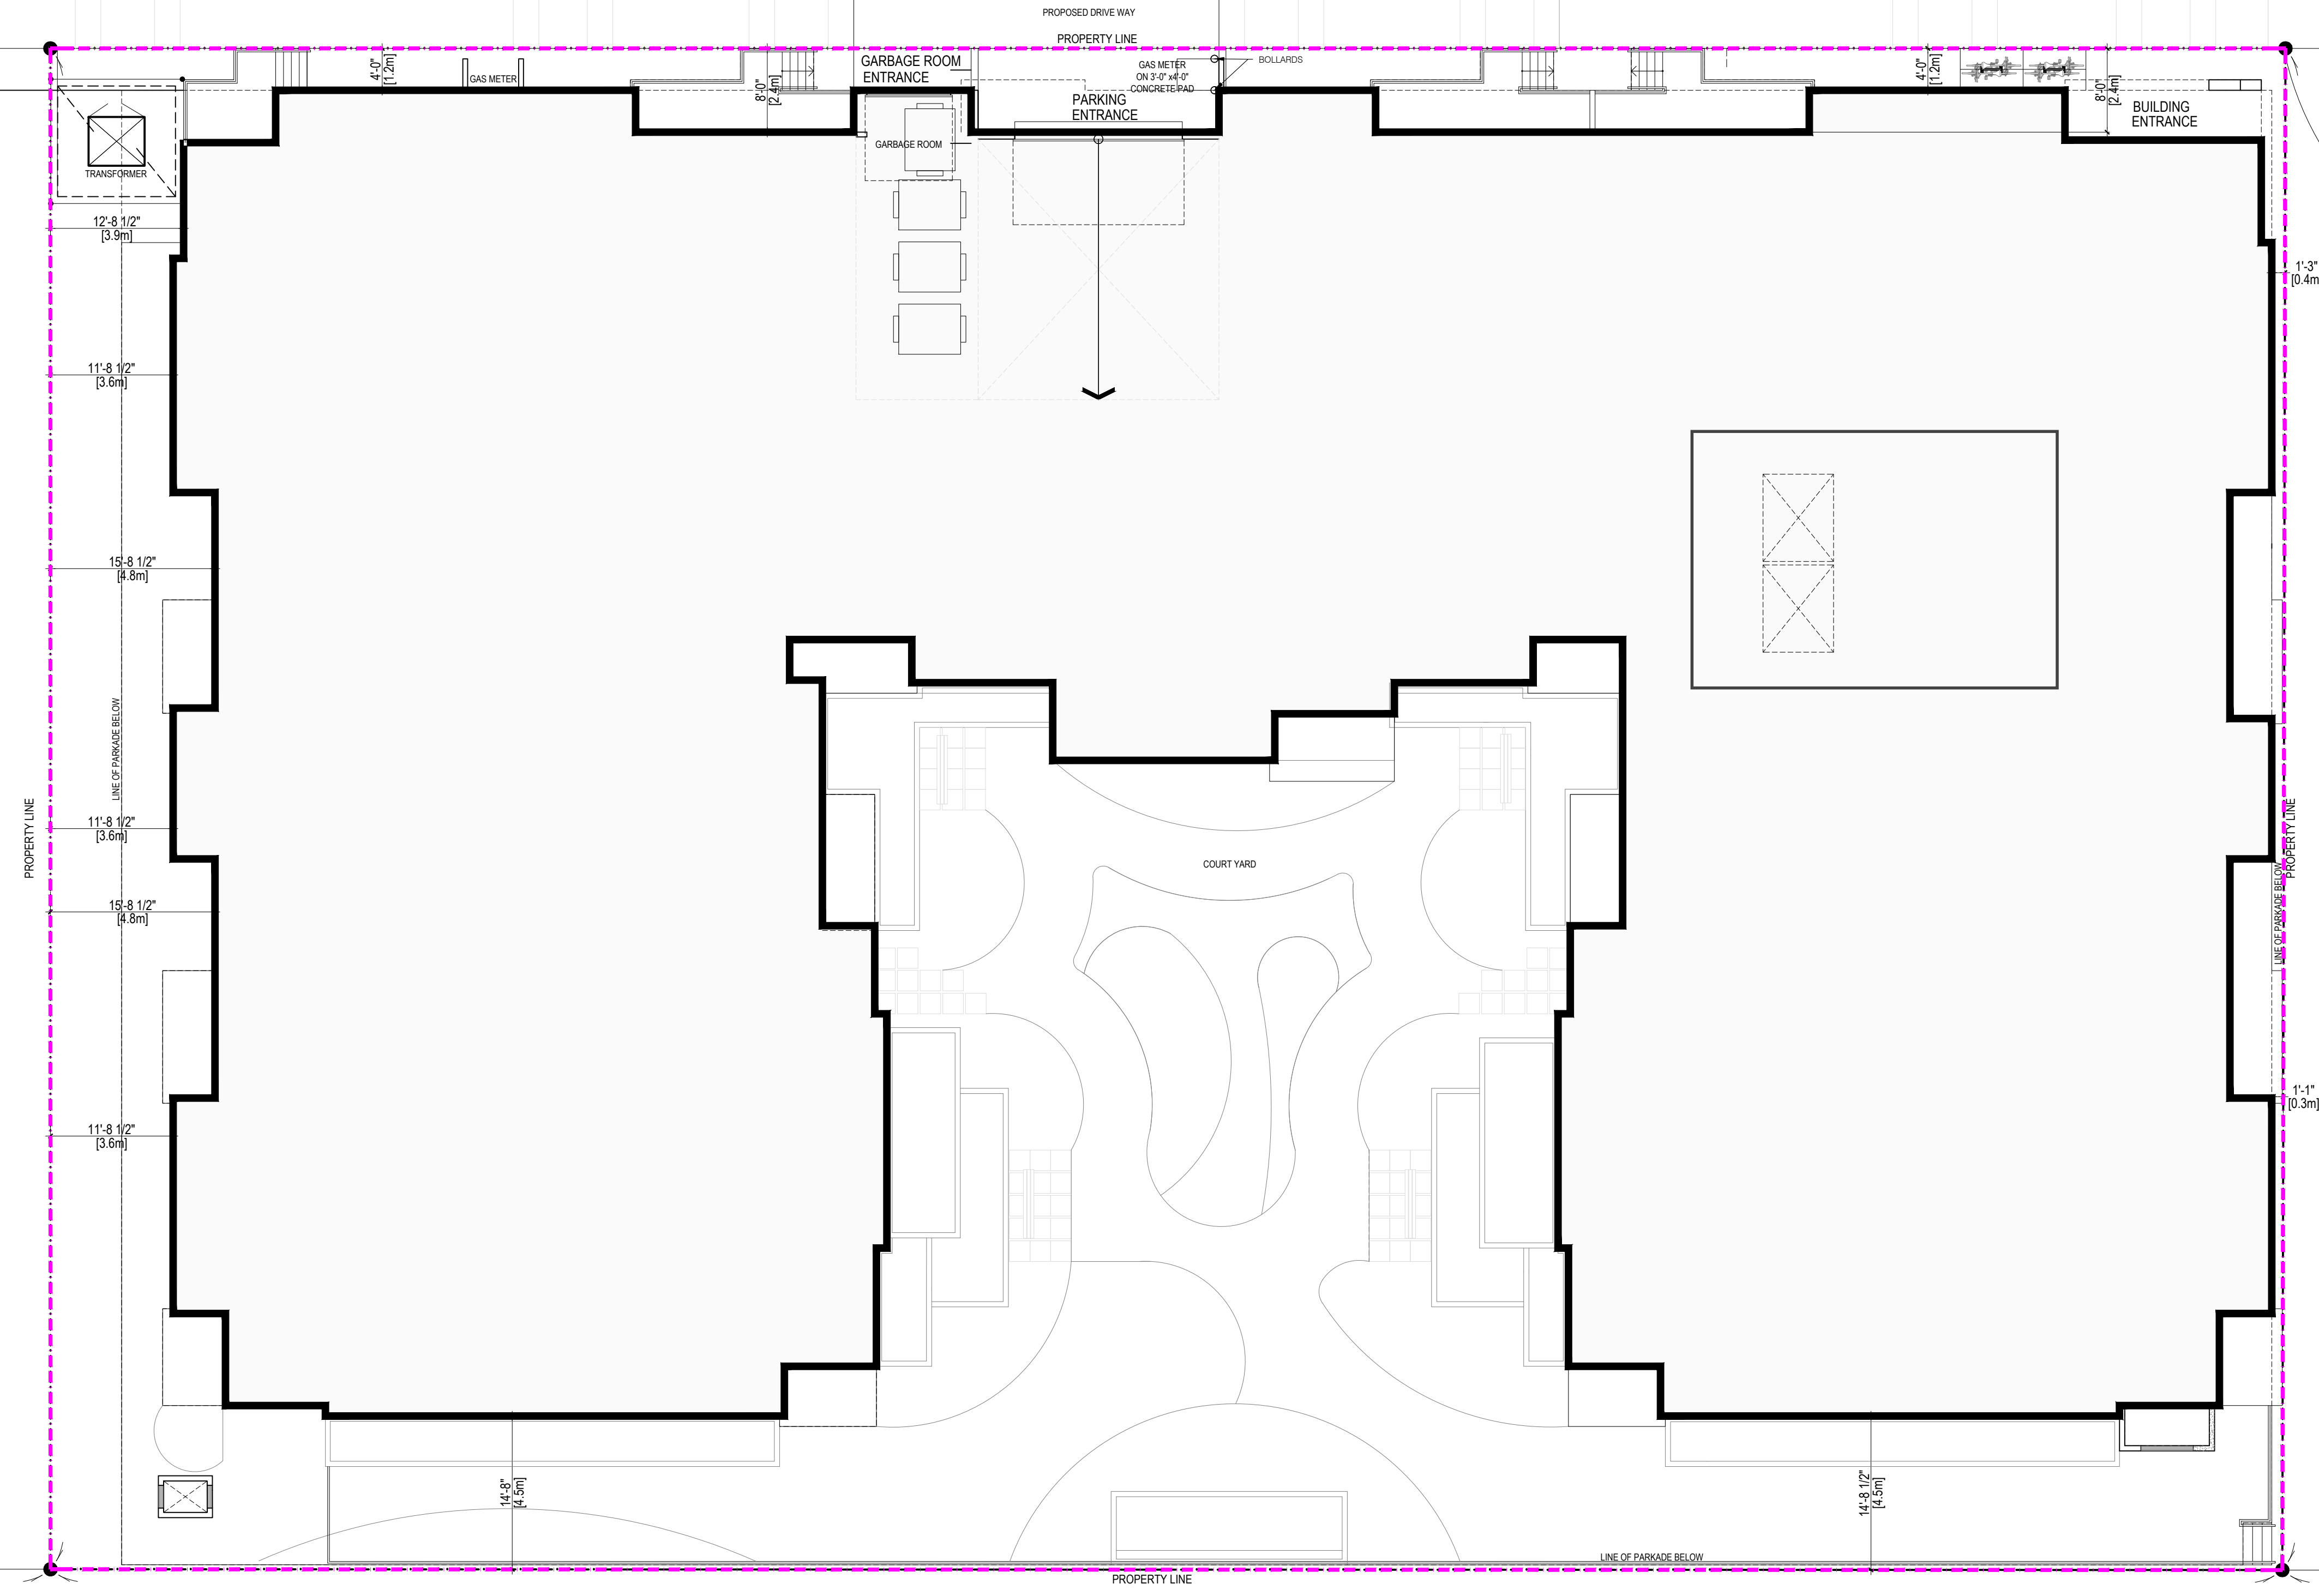 PROPOSED DRIVE WAY
PROPERTY LINE
GARBAGE ROOM
ENTRANCE
GAS METER
ON 3'-0" x4'-0"
CONCRETE PAD
BOLLARDS
4'-0"
[1.2m]
GAS METER
8'-0"
[2.4m]
PARKING
ENTRANCE
4'-0"
[1.2m]
8'-0"
[2.4m]
BUILDING
ENTRANCE
GARBAGE ROOM
TRANSFORMER
12'-8 1/2"
[3.9m]
1'-3"
[0.4m
11'-8 1/2"
[3.6m]
15'-8 1/2"
[4.8m]
LINE OF PARKADE BELOW
PROPERTY LINE
11'-8 1/2"
[3.6m]
COURT YARD
PROPERTY LINE
LINE OF PARKADE BELOW
15'-8 1/2"
[4.8m]
1'-1"
[0.3m]
11'-8 1/2"
[3.6m]
14'-8"
[4.5m]
14'-8 1/2"
[4.5m]
LINE OF PARKADE BELOW
PROPERTY LINE